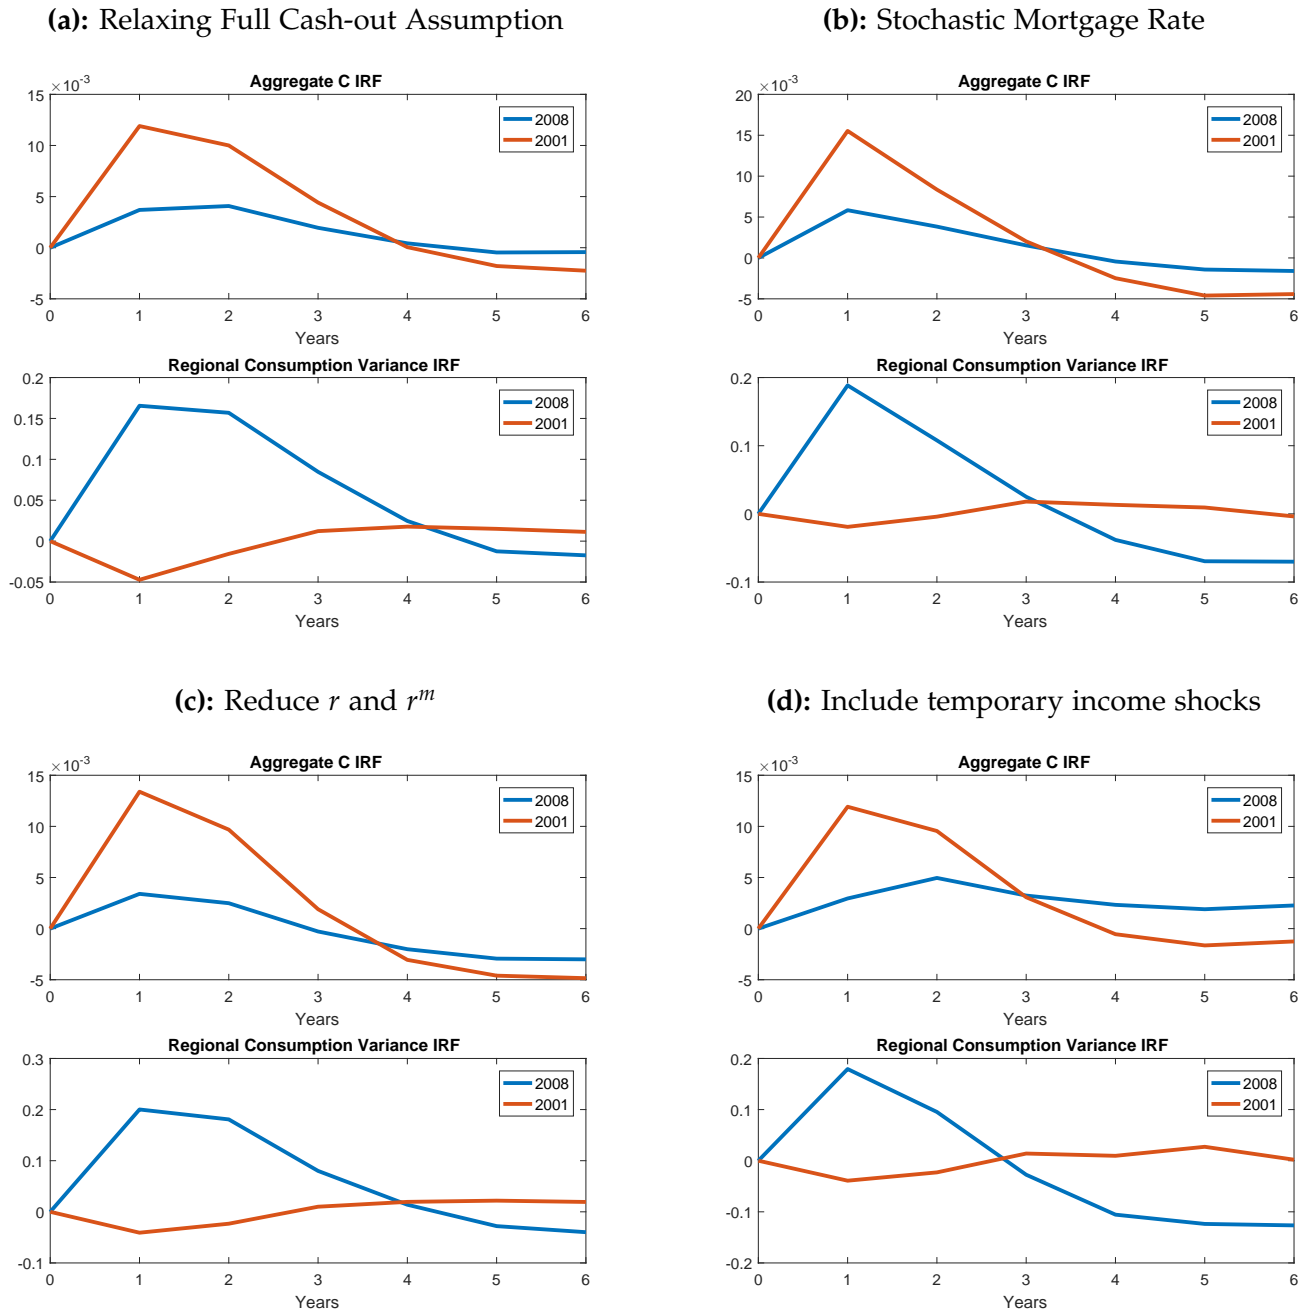 (a): Relaxing Full Cash-out Assumption
×10⁻³
Aggregate C IRF
15
10
5
0
-5
0 1 2 3 4 5 6
Years
2008
2001
Regional Consumption Variance IRF
0.2
0.15
0.1
0.05
0
-0.05
0 1 2 3 4 5 6
Years
2008
2001
(b): Stochastic Mortgage Rate
×10⁻³
Aggregate C IRF
20
15
10
5
0
-5
0 1 2 3 4 5 6
Years
2008
2001
Regional Consumption Variance IRF
0.2
0.1
0
-0.1
0 1 2 3 4 5 6
Years
2008
2001
(c): Reduce r and rᵐ
×10⁻³
Aggregate C IRF
15
10
5
0
-5
0 1 2 3 4 5 6
Years
2008
2001
Regional Consumption Variance IRF
0.3
0.2
0.1
0
-0.1
0 1 2 3 4 5 6
Years
2008
2001
(d): Include temporary income shocks
×10⁻³
Aggregate C IRF
15
10
5
0
-5
0 1 2 3 4 5 6
Years
2008
2001
Regional Consumption Variance IRF
0.2
0.1
0
-0.1
-0.2
0 1 2 3 4 5 6
Years
2008
2001